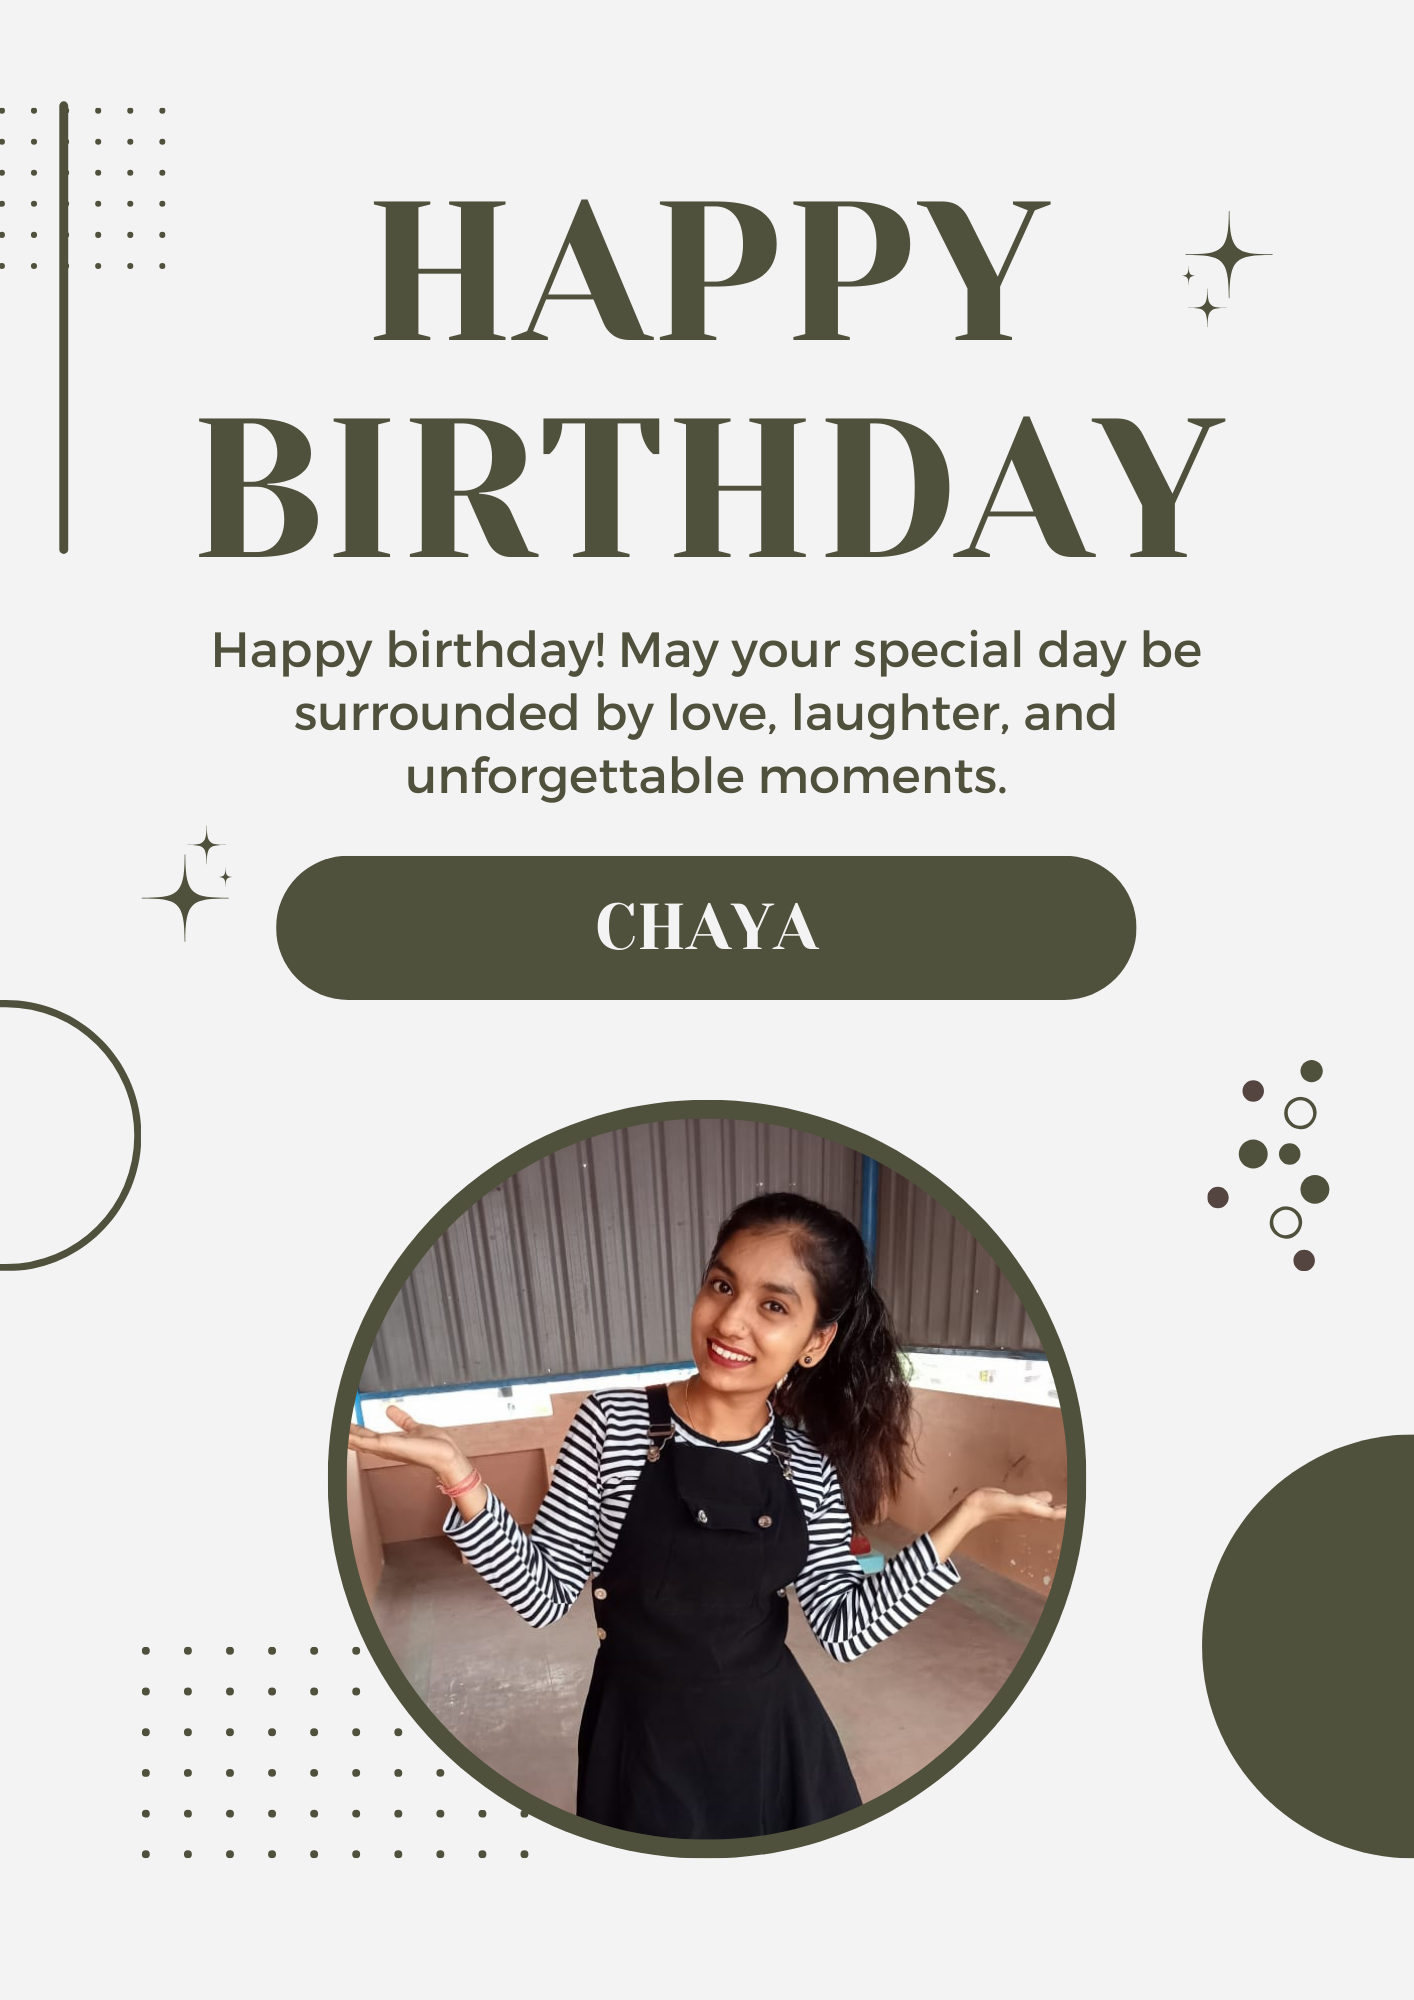 HAPPY
BIRTHDAY
Happy birthday! May your special day be
surrounded by love, laughter, and
unforgettable moments.
CHAYA